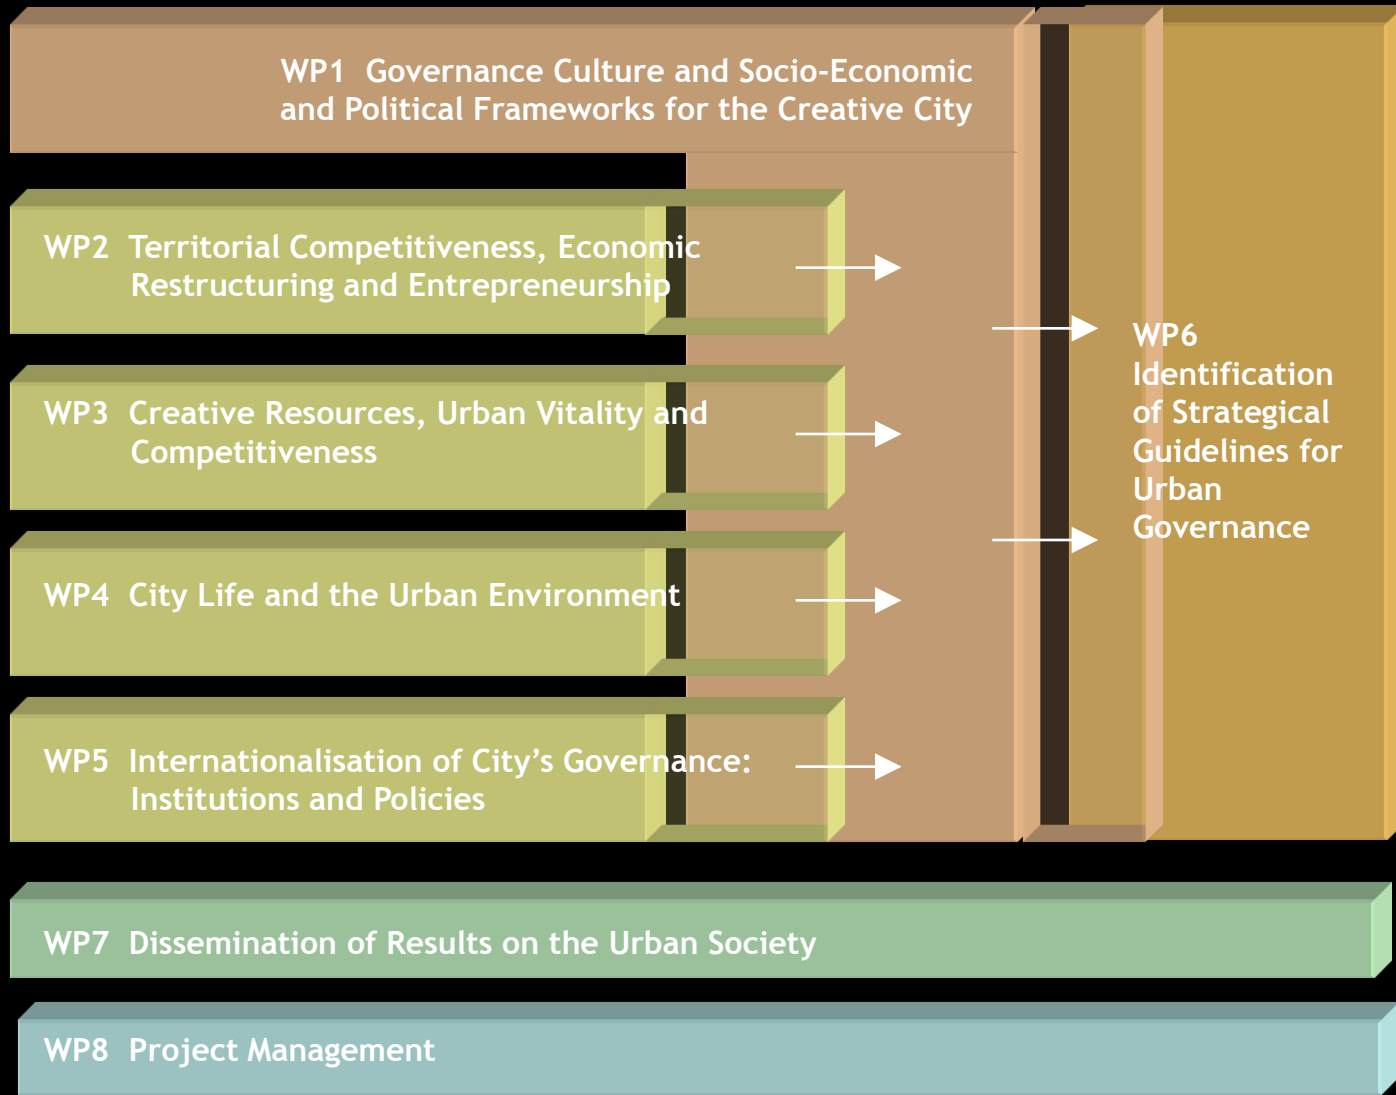 WP1 Governance Culture and Socio-Economic
and Political Frameworks for the Creative City
WP2 Territorial Competitiveness, Economic
Restructuring and Entrepreneurship
WP3 Creative Resources, Urban Vitality and
Competitiveness
WP4 City Life and the Urban Environment
WP5 Internationalisation of City’s Governance:
Institutions and Policies
WP6
Identification
of Strategical
Guidelines for
Urban
Governance
WP7 Dissemination of Results on the Urban Society
WP8 Project Management